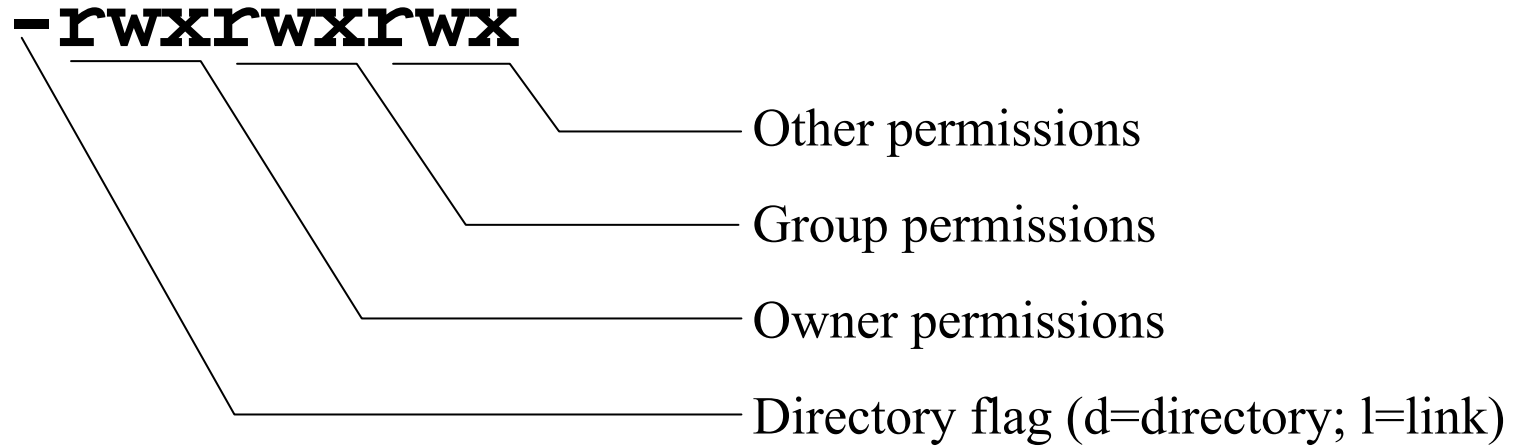 -rwxrwxrwx
Other permissions
Group permissions
Owner permissions
Directory flag (d=directory; l=link)